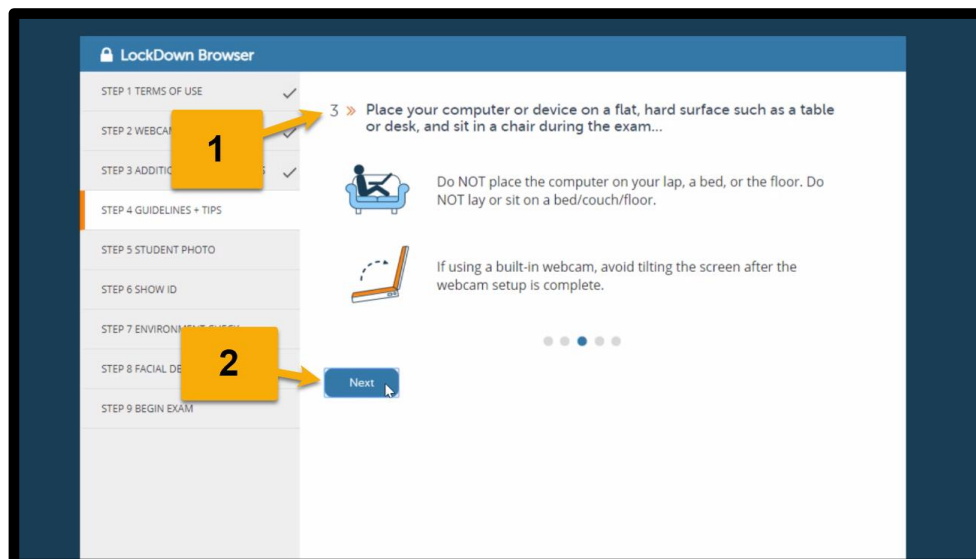 LockDown Browser
STEP 1 TERMS OF USE
STEP 2 WEBCA
STEP 3 ADDITIO
STEP 4 GUIDELINES + TIPS
STEP 5 STUDENT PHOTO
STEP 6 SHOW ID
STEP 7 ENVIRONMENT CHECK
STEP 8 FACIAL DE
STEP 9 BEGIN EXAM
1
2
3 » Place your computer or device on a flat, hard surface such as a table
or desk, and sit in a chair during the exam...
Do NOT place the computer on your lap, a bed, or the floor. Do
NOT lay or sit on a bed/couch/floor.
If using a built-in webcam, avoid tilting the screen after the
webcam setup is complete.
Next